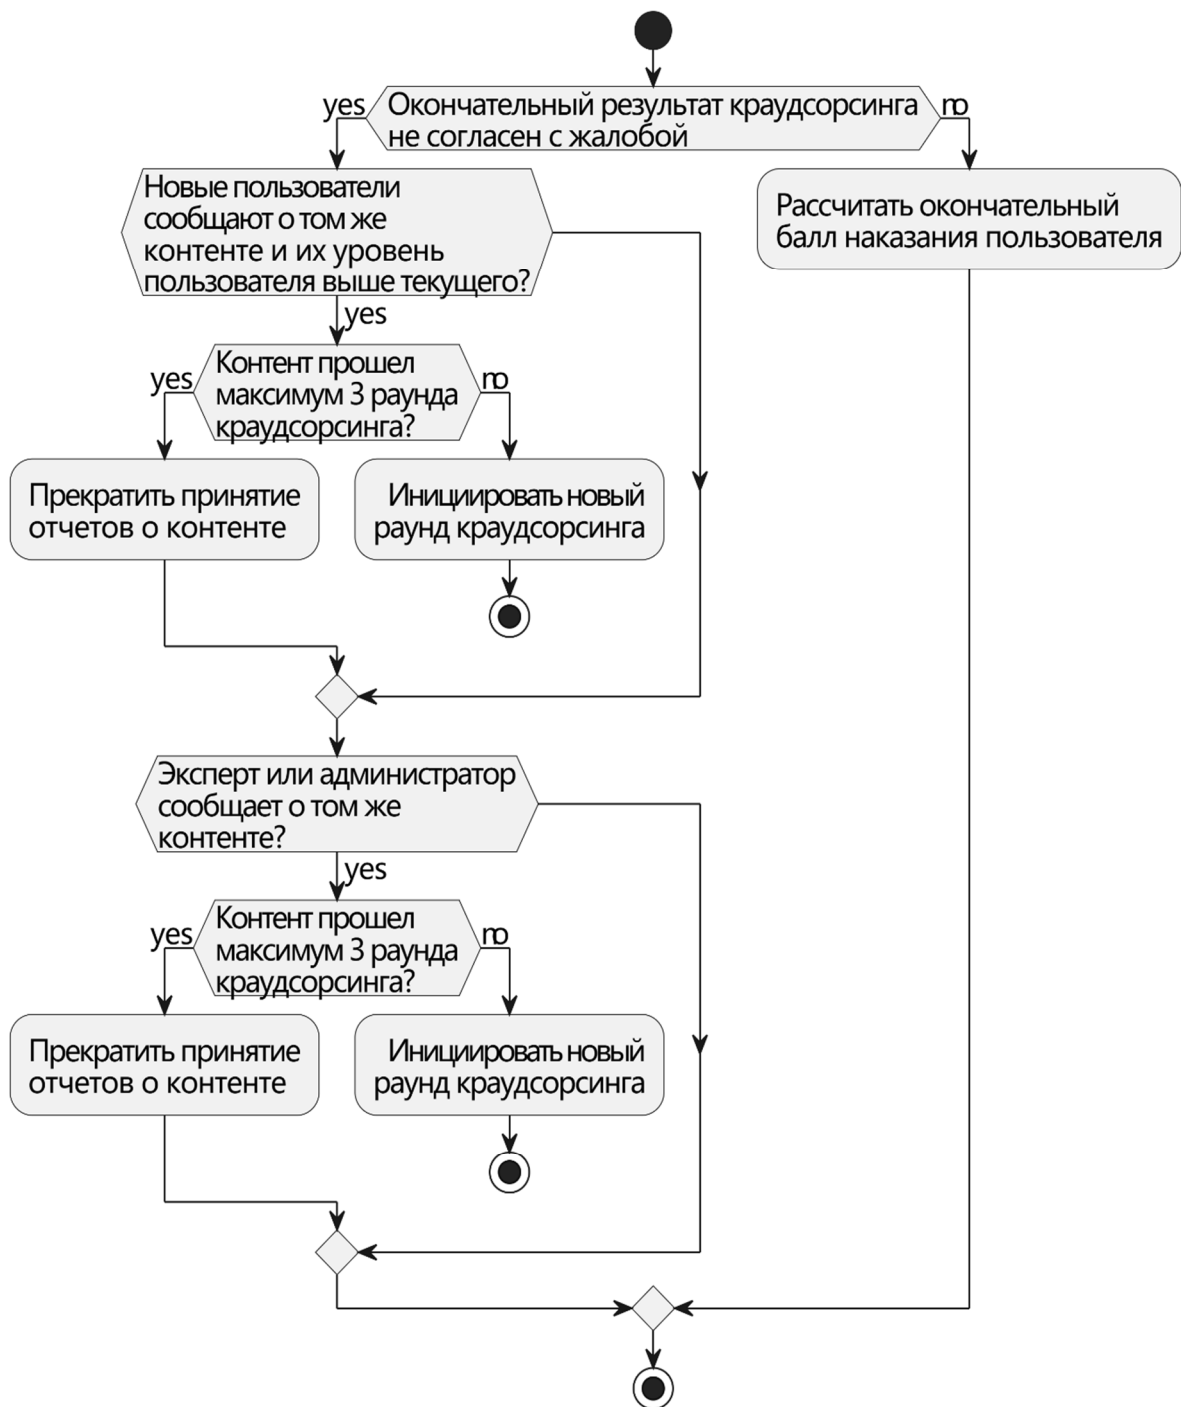 yes
Окончательный результат краудсорсинга
не согласен с жалобой
no
Новые пользователи
сообщают о том же
контенте и их уровень
пользователя выше текущего?
Рассчитать окончательный
балл наказания пользователя
yes
yes
Контент прошел
максимум 3 раунда
краудсорсинга?
no
Прекратить принятие
отчетов о контенте
Инициировать новый
раунд краудсорсинга
Эксперт или администратор
сообщает о том же
контенте?
yes
yes
Контент прошел
максимум 3 раунда
краудсорсинга?
no
Прекратить принятие
отчетов о контенте
Инициировать новый
раунд краудсорсинга